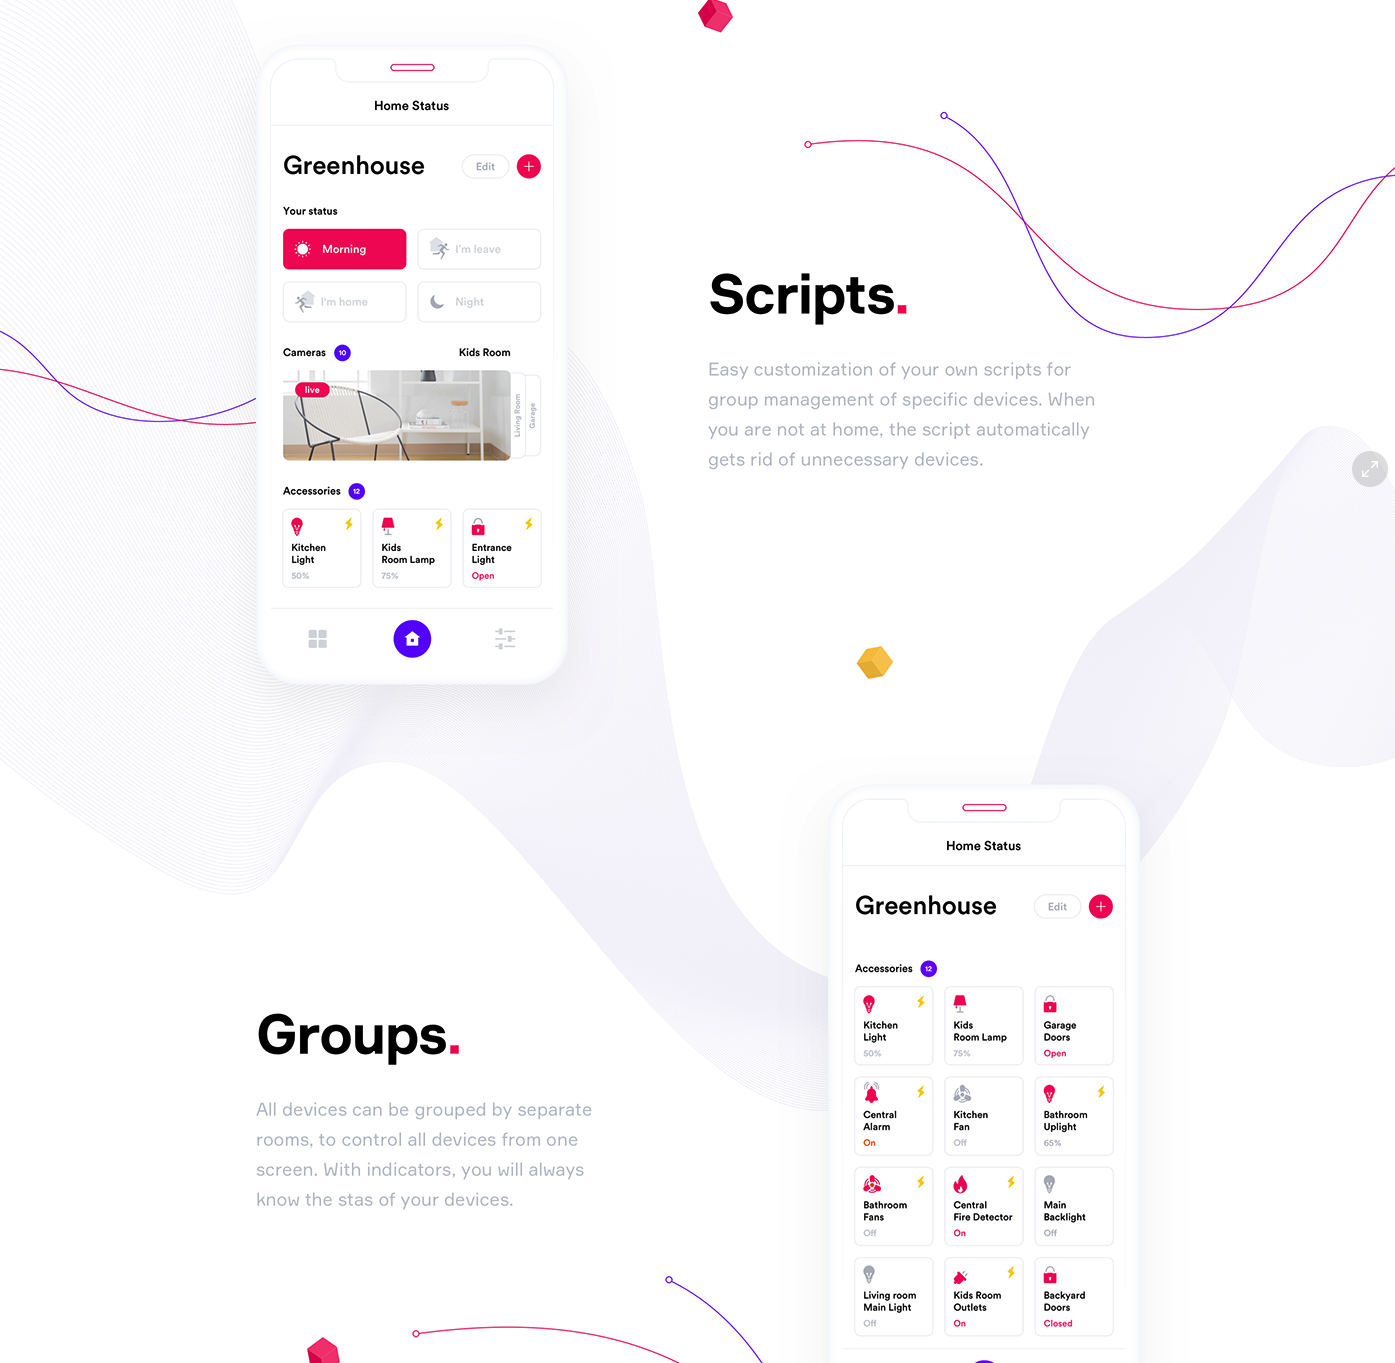 Home Status
Greenhouse
Edit
Your status
Morning
I'm leave
I'm home
Night
Cameras 10
Kids Room
live
Living Room
Garage
Accessories 12
Kitchen
Light
50%
Kids
Room Lamp
75%
Entrance
Light
Open
Scripts.
Easy customization of your own scripts for
group management of specific devices. When
you are not at home, the script automatically
gets rid of unnecessary devices.
Groups.
All devices can be grouped by separate
rooms, to control all devices from one
screen. With indicators, you will always
know the stas of your devices.
Home Status
Greenhouse
Edit
Accessories 12
Kitchen
Light
50%
Kids
Room Lamp
75%
Garage
Doors
Open
Central
Alarm
On
Kitchen
Fan
Off
Bathroom
Uplight
65%
Bathroom
Fans
Off
Central
Fire Detector
On
Main
Backlight
Off
Living room
Main Light
Off
Kids Room
Outlets
On
Backyard
Doors
Closed